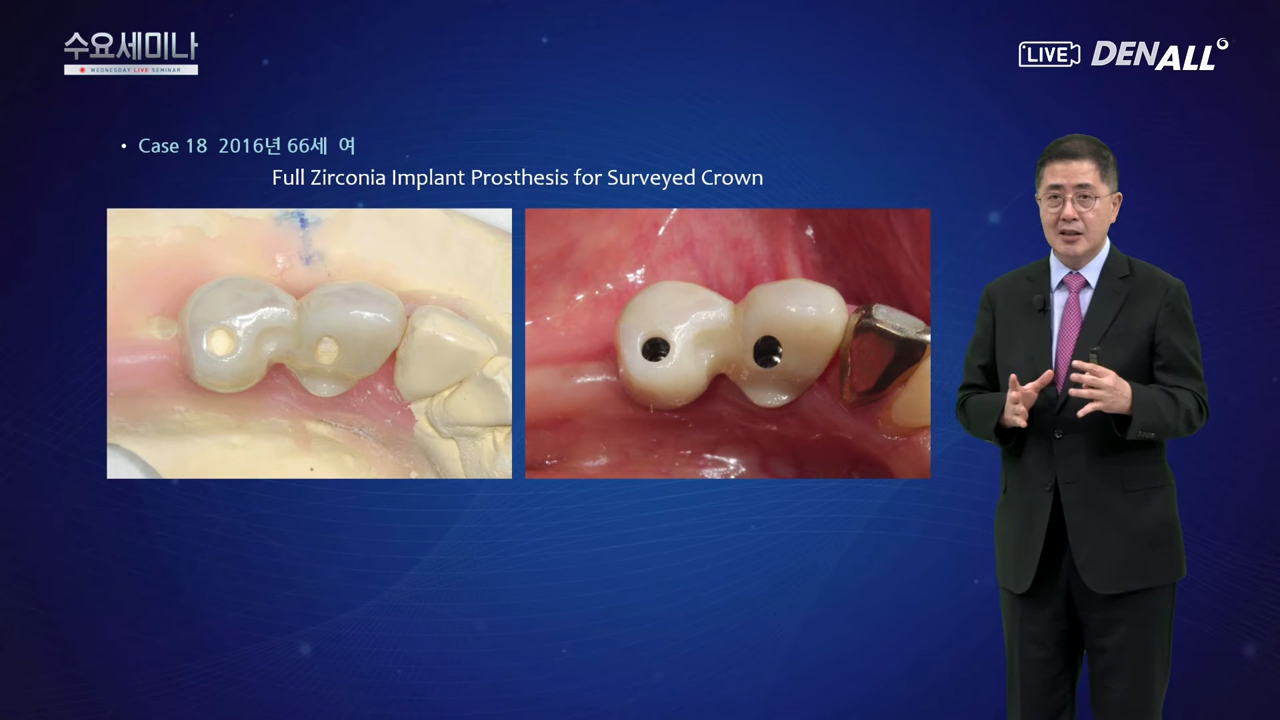 수요세미나
WEDNESDAY LIVE SEMINAR
LIVE DENALL
• Case 18 2016년 66세 여
Full Zirconia Implant Prosthesis for Surveyed Crown